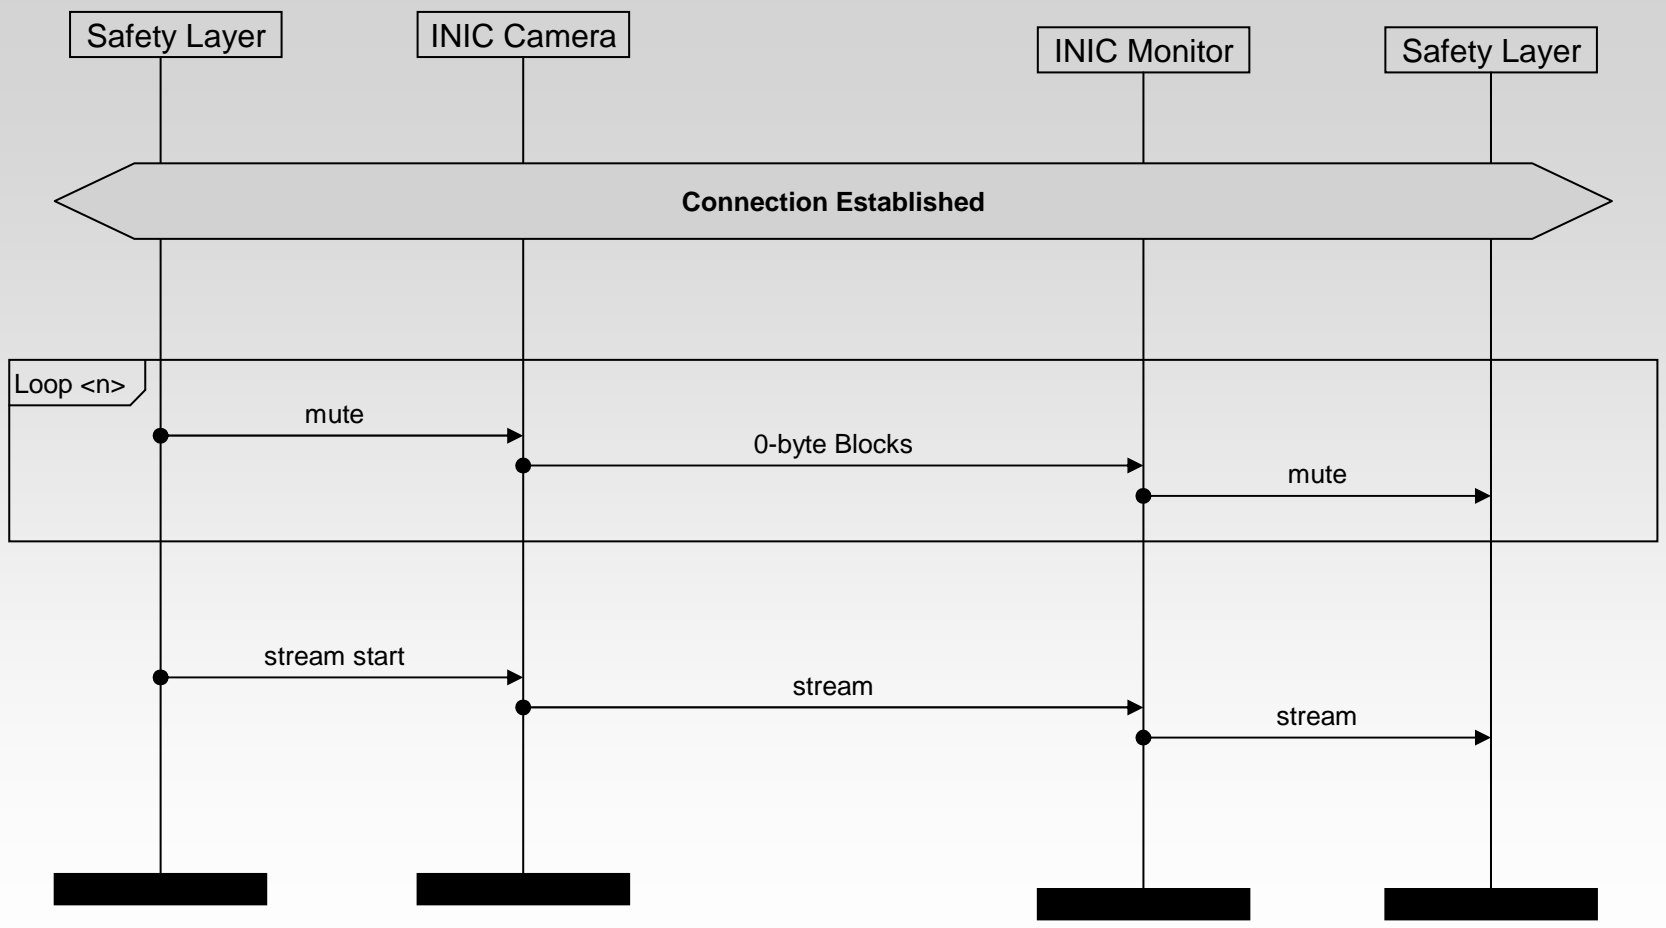 Safety Layer
INIC Camera
INIC Monitor
Safety Layer
Connection Established
Loop <n>
mute
0-byte Blocks
mute
stream start
stream
stream